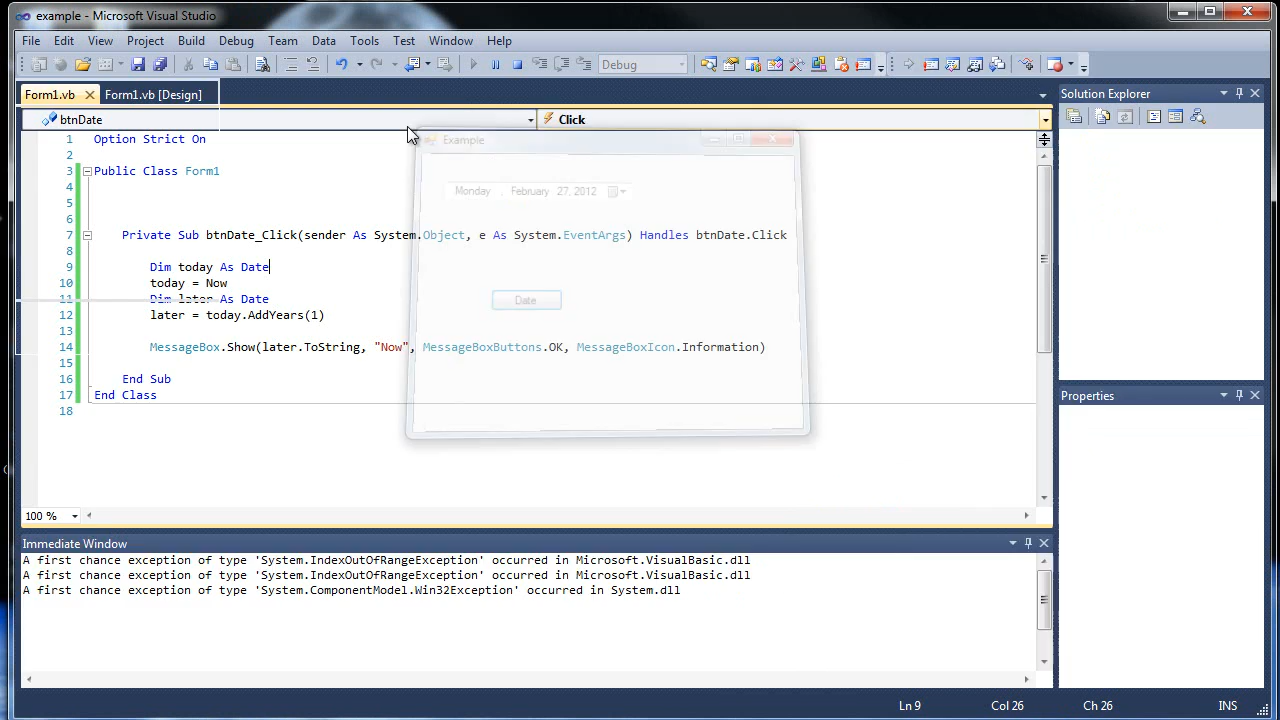 example - Microsoft Visual Studio
File Edit View Project Build Debug Team Data Tools Test Window Help
Debug
Form1.vb Form1.vb [Design]
Solution Explorer
btnDate Click
Example
1 Option Strict On
2
3 Public Class Form1
4
5
6
Monday , February 27, 2012
7 Private Sub btnDate_Click(sender As System.Object, e As System.EventArgs) Handles btnDate.Click
8
9 Dim today As Date
10 today = Now
11 Dim later As Date
Date
12 later = today.AddYears(1)
13
14 MessageBox.Show(later.ToString, "Now", MessageBoxButtons.OK, MessageBoxIcon.Information)
15
16 End Sub
17 End Class
18
Properties
100 %
Immediate Window
A first chance exception of type 'System.IndexOutOfRangeException' occurred in Microsoft.VisualBasic.dll
A first chance exception of type 'System.IndexOutOfRangeException' occurred in Microsoft.VisualBasic.dll
A first chance exception of type 'System.ComponentModel.Win32Exception' occurred in System.dll
Ln 9 Col 26 Ch 26 INS